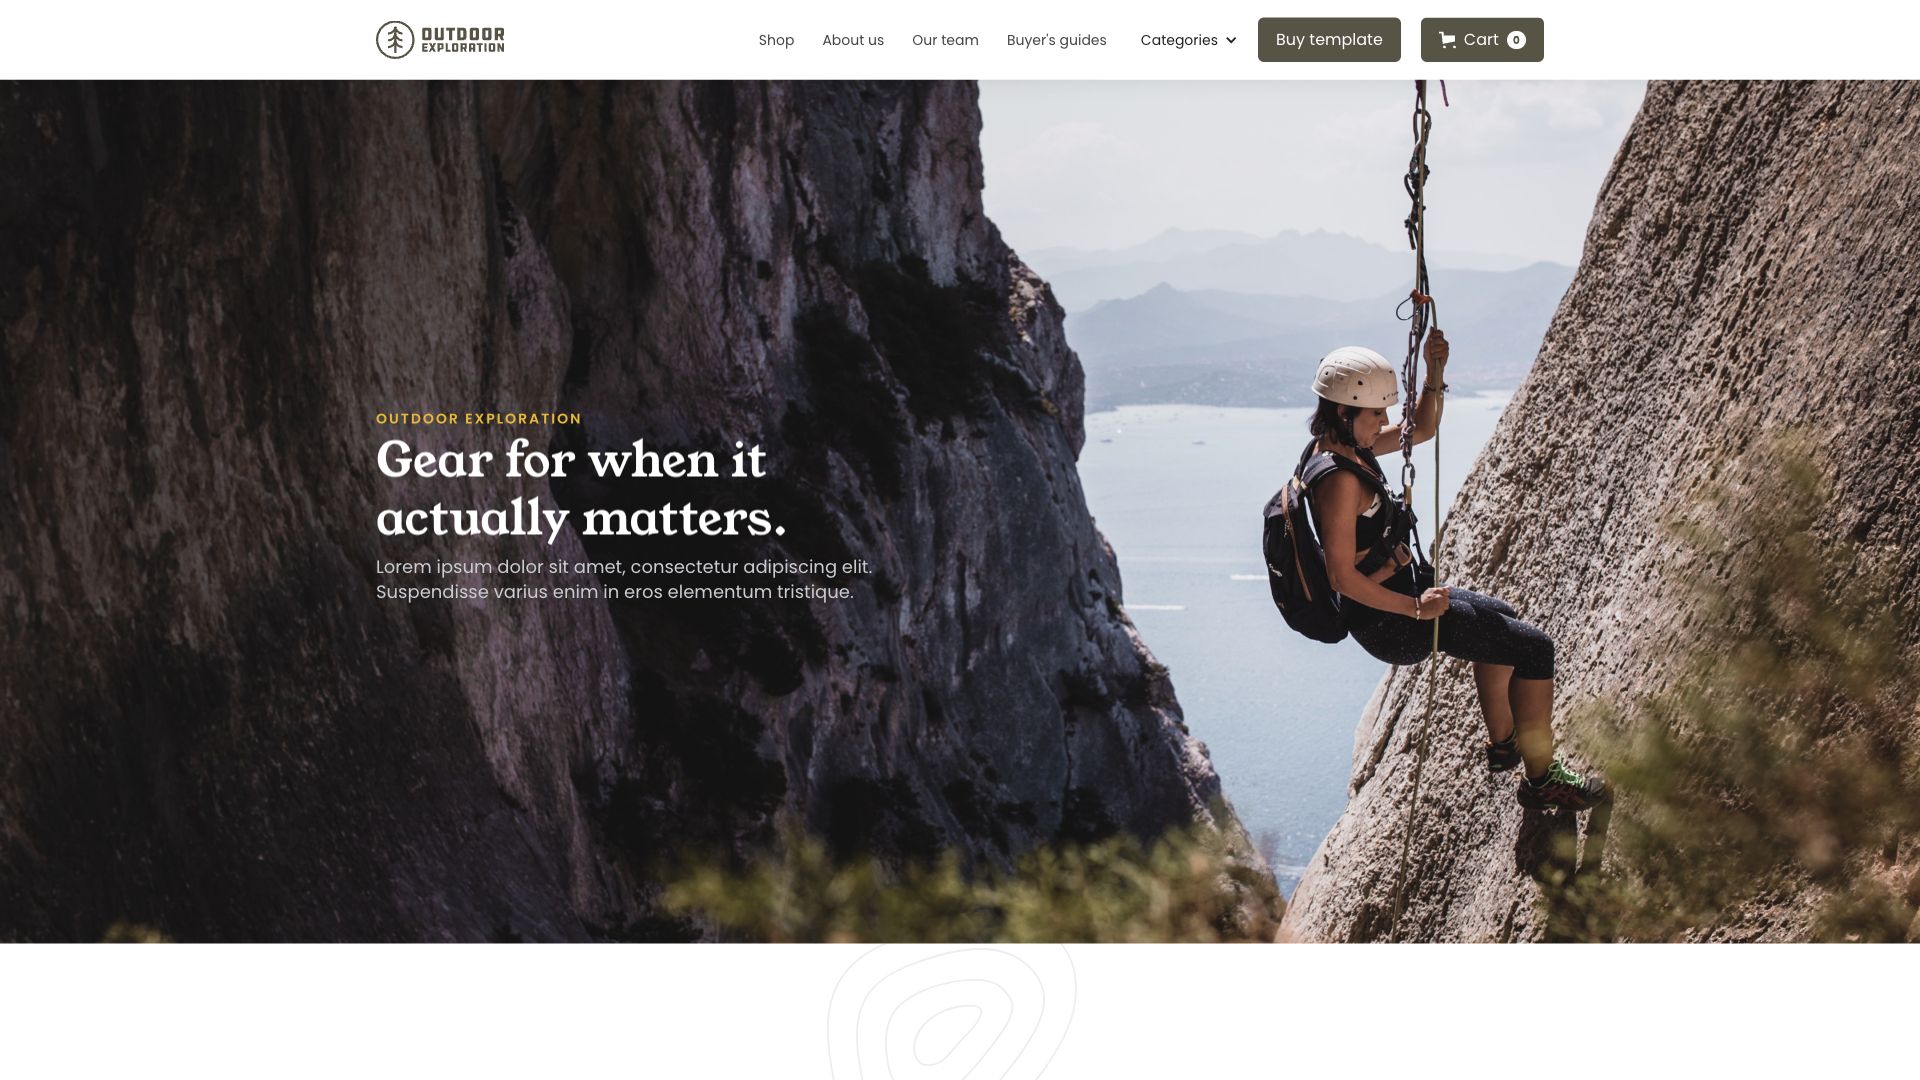 OUTDOOR
EXPLORATION
Shop
About us
Our team
Buyer's guides
Categories
Buy template
Cart 0
OUTDOOR EXPLORATION
Gear for when it
actually matters.
Lorem ipsum dolor sit amet, consectetur adipiscing elit.
Suspendisse varius enim in eros elementum tristique.